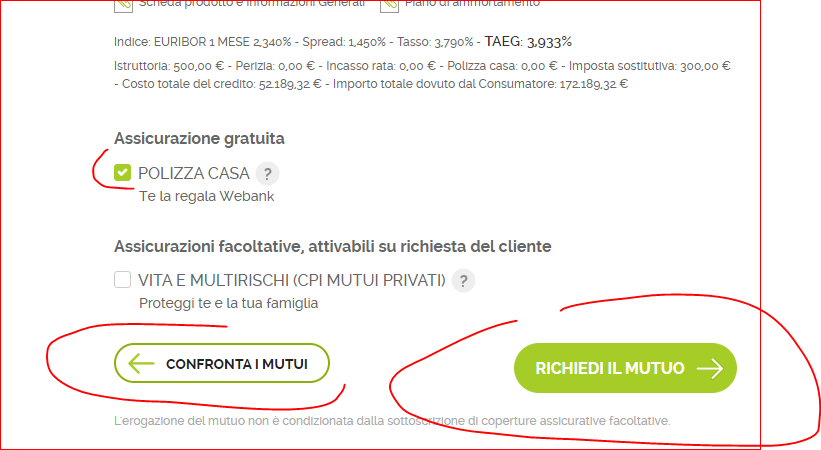 Scheda prodotto e Informazioni Generali Piano di ammortamento
Indice: EURIBOR 1 MESE 2,340% - Spread: 1,450% - Tasso: 3,790% - TAEG: 3,933%
Istruttoria: 500,00 € - Perizia: 0,00 € - Incasso rata: 0,00 € - Polizza casa: 0,00 € - Imposta sostitutiva: 300,00 €
- Costo totale del credito: 52.189,32 € - Importo totale dovuto dal Consumatore: 172.189,32 €
Assicurazione gratuita
POLIZZA CASA ?
Te la regala Webank
Assicurazioni facoltative, attivabili su richiesta del cliente
VITA E MULTIRISCHI (CPI MUTUI PRIVATI) ?
Proteggi te e la tua famiglia
CONFRONTA I MUTUI
RICHIEDI IL MUTUO
L'erogazione del mutuo non è condizionata dalla sottoscrizione di coperture assicurative facoltative.